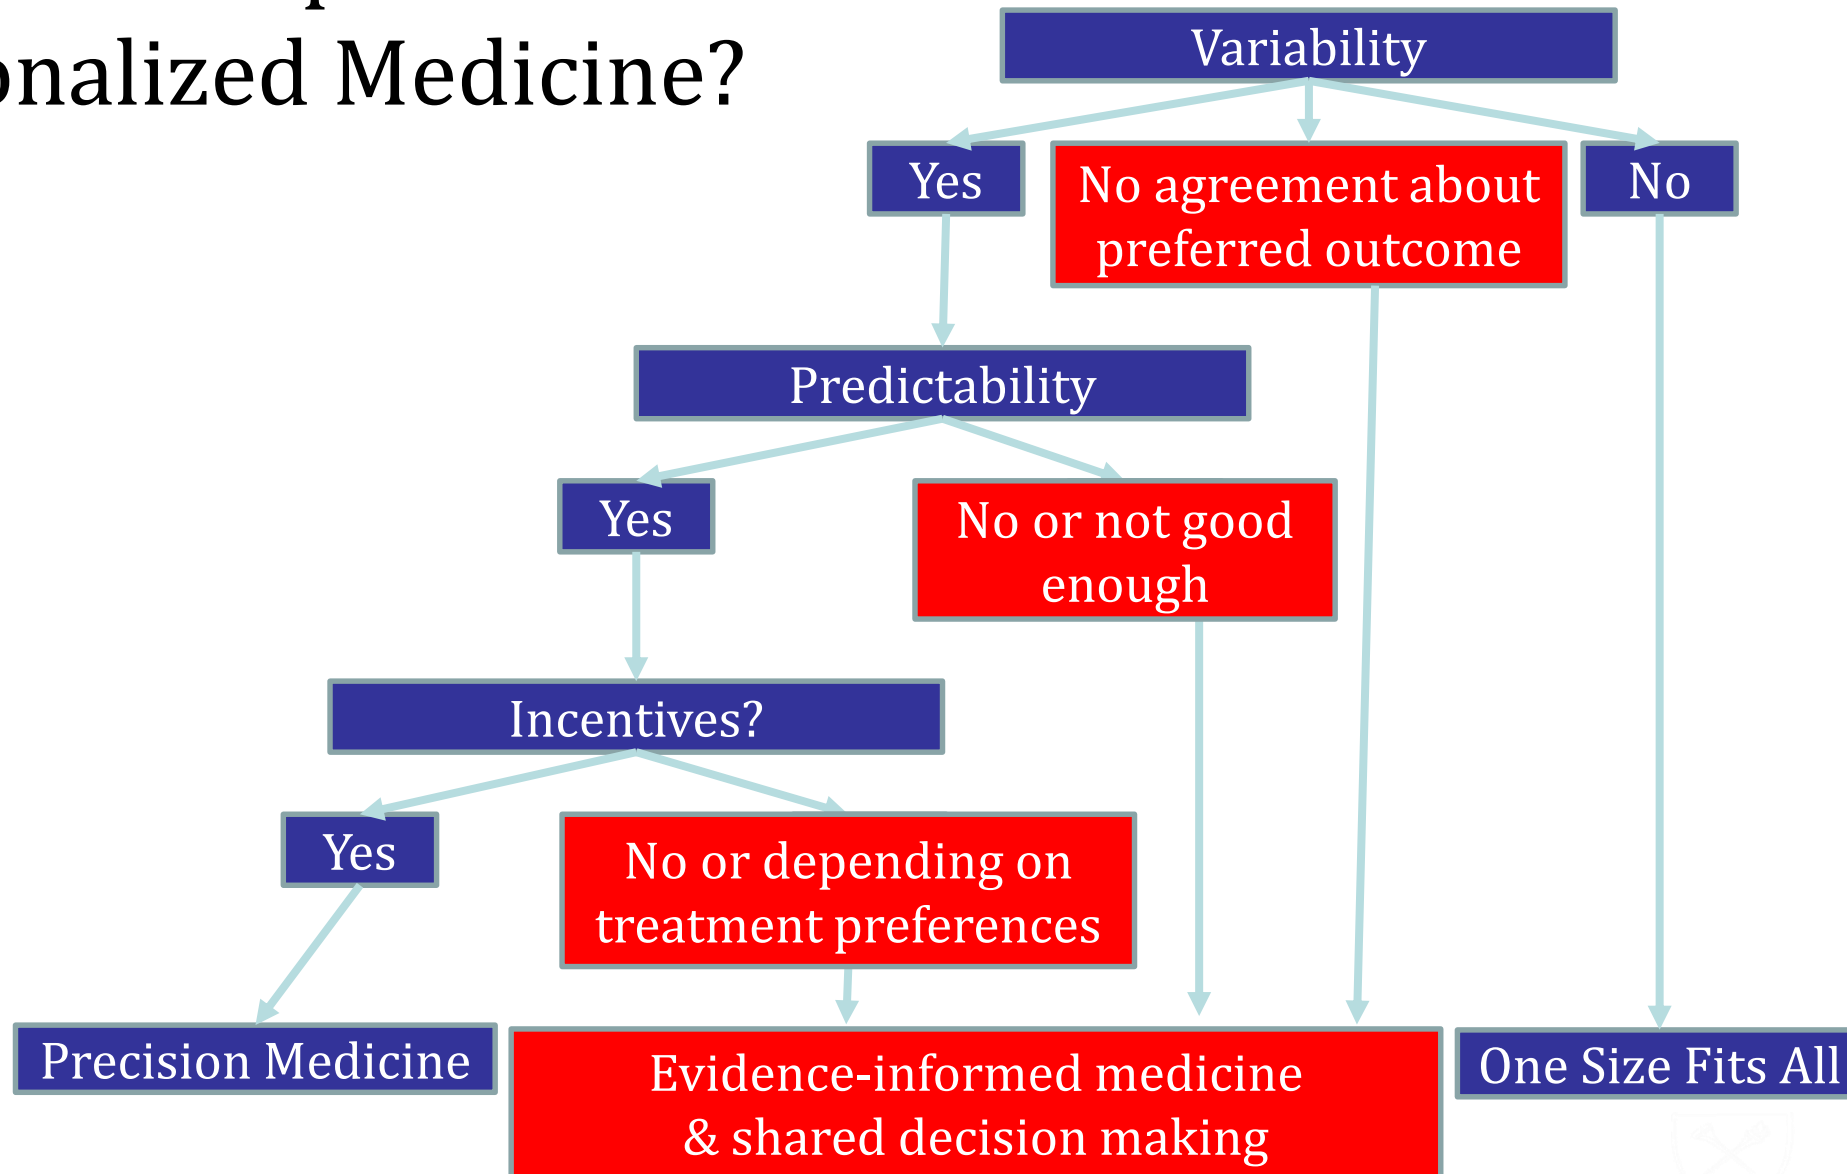 onalized Medicine?
Variability
Yes
No agreement about
preferred outcome
No
Predictability
Yes
No or not good
enough
Incentives?
Yes
No or depending on
treatment preferences
Precision Medicine
Evidence-informed medicine
& shared decision making
One Size Fits All